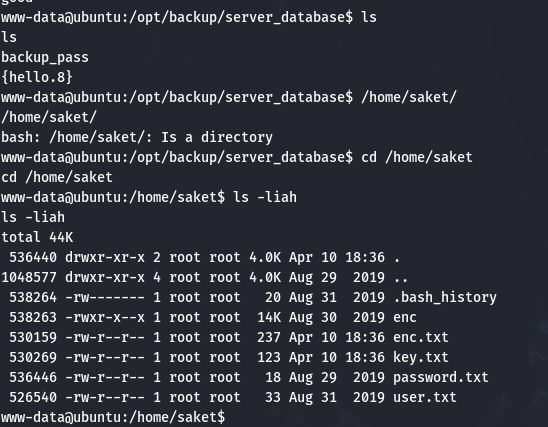 good
www-data@ubuntu:/opt/backup/server_database$ ls
ls
backup_pass
{hello.8}
www-data@ubuntu:/opt/backup/server_database$ /home/saket/
/home/saket/
bash: /home/saket/: Is a directory
www-data@ubuntu:/opt/backup/server_database$ cd /home/saket
cd /home/saket
www-data@ubuntu:/home/saket$ ls -liah
ls -liah
total 44K
 536440 drwxr-xr-x 2 root root 4.0K Apr 10 18:36 .
1048577 drwxr-xr-x 4 root root 4.0K Aug 29  2019 ..
 538264 -rw------- 1 root root   20 Aug 31  2019 .bash_history
 538263 -rwxr-x--x 1 root root  14K Aug 30  2019 enc
 530159 -rw-r--r-- 1 root root  237 Apr 10 18:36 enc.txt
 530269 -rw-r--r-- 1 root root  123 Apr 10 18:36 key.txt
 536446 -rw-r--r-- 1 root root   18 Aug 29  2019 password.txt
 526540 -rw-r--r-- 1 root root   33 Aug 31  2019 user.txt
www-data@ubuntu:/home/saket$